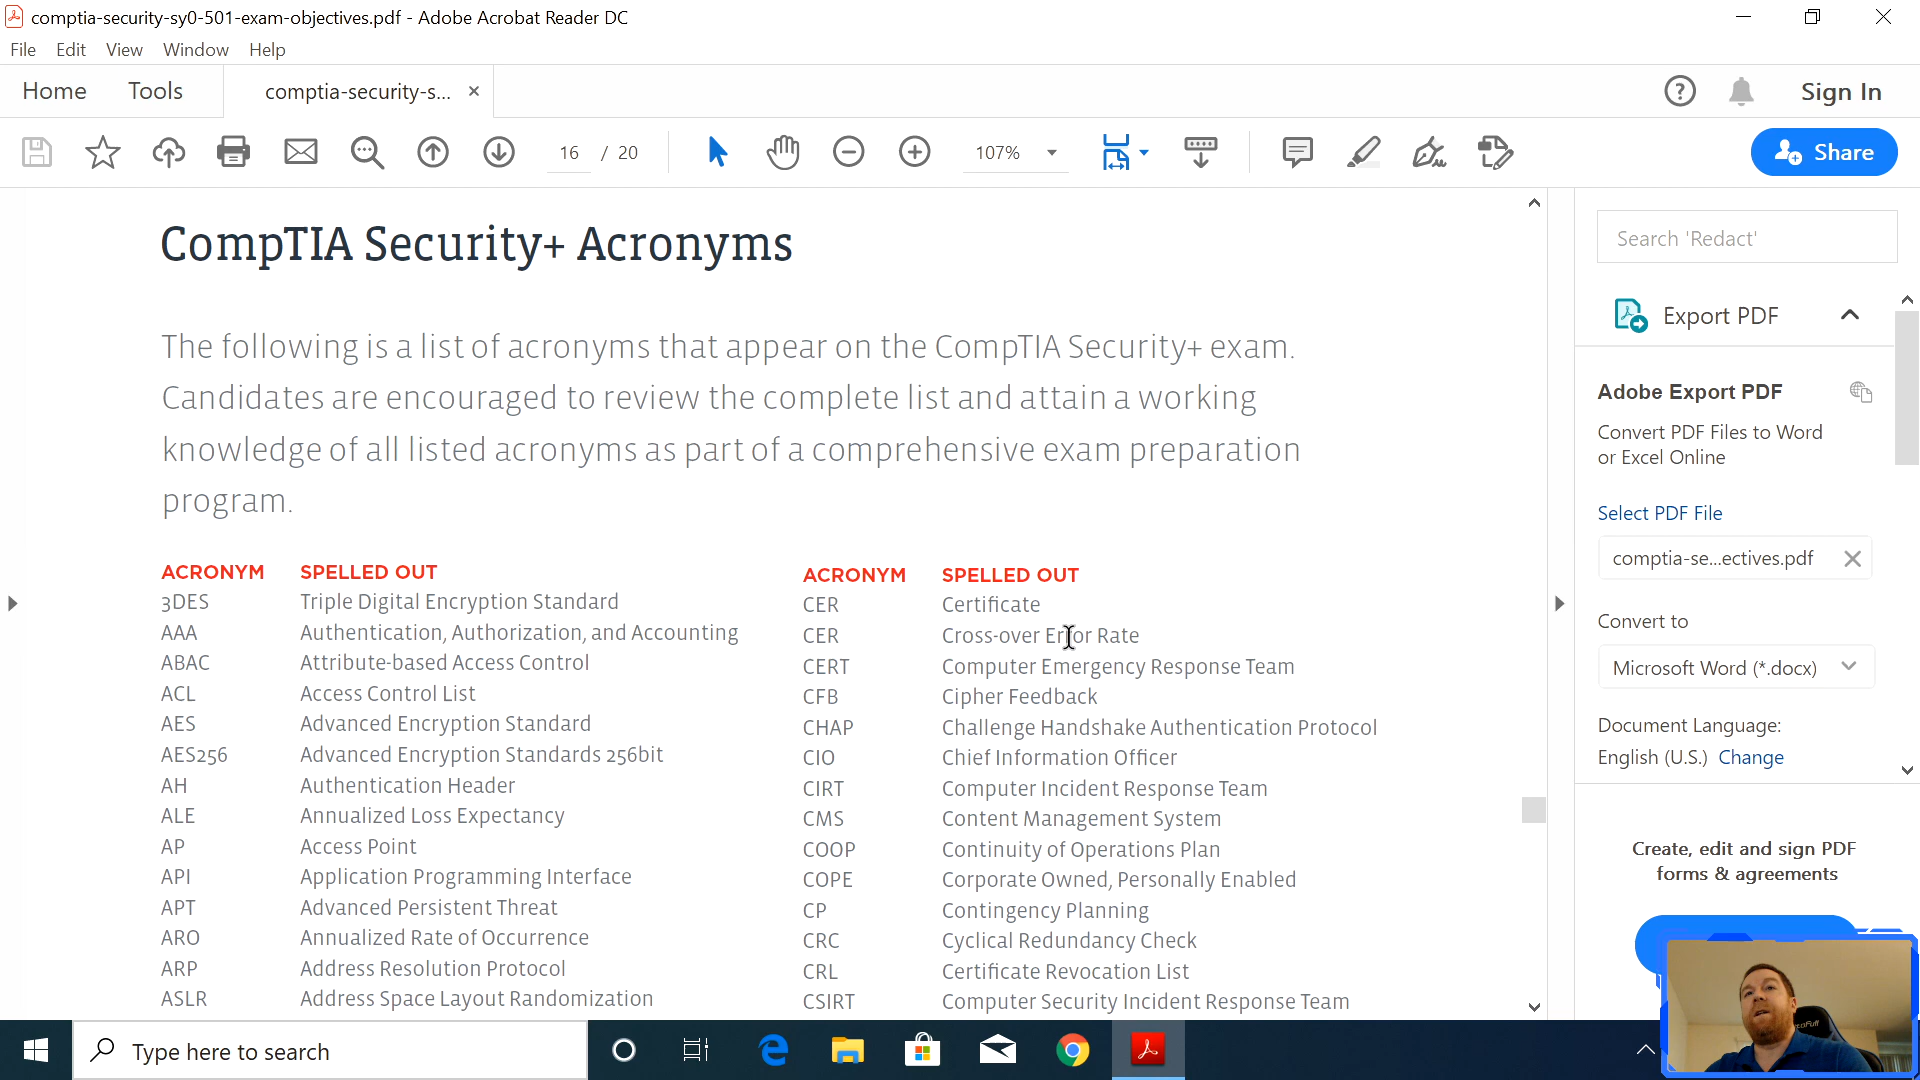 comptia-security-sy0-501-exam-objectives.pdf - Adobe Acrobat Reader DC
File Edit View Window Help
Home Tools comptia-security-s... × Sign In
16 / 20 107% Share
CompTIA Security+ Acronyms
The following is a list of acronyms that appear on the CompTIA Security+ exam.
Candidates are encouraged to review the complete list and attain a working
knowledge of all listed acronyms as part of a comprehensive exam preparation
program.
ACRONYM SPELLED OUT
3DES Triple Digital Encryption Standard
AAA Authentication, Authorization, and Accounting
ABAC Attribute-based Access Control
ACL Access Control List
AES Advanced Encryption Standard
AES256 Advanced Encryption Standards 256bit
AH Authentication Header
ALE Annualized Loss Expectancy
AP Access Point
API Application Programming Interface
APT Advanced Persistent Threat
ARO Annualized Rate of Occurrence
ARP Address Resolution Protocol
ASLR Address Space Layout Randomization
ACRONYM SPELLED OUT
CER Certificate
CER Cross-over Error Rate
CERT Computer Emergency Response Team
CFB Cipher Feedback
CHAP Challenge Handshake Authentication Protocol
CIO Chief Information Officer
CIRT Computer Incident Response Team
CMS Content Management System
COOP Continuity of Operations Plan
COPE Corporate Owned, Personally Enabled
CP Contingency Planning
CRC Cyclical Redundancy Check
CRL Certificate Revocation List
CSIRT Computer Security Incident Response Team
Search 'Redact'
Export PDF
Adobe Export PDF
Convert PDF Files to Word
or Excel Online
Select PDF File
comptia-se...ectives.pdf
Convert to
Microsoft Word (*.docx)
Document Language:
English (U.S.) Change
Create, edit and sign PDF
forms & agreements
Type here to search